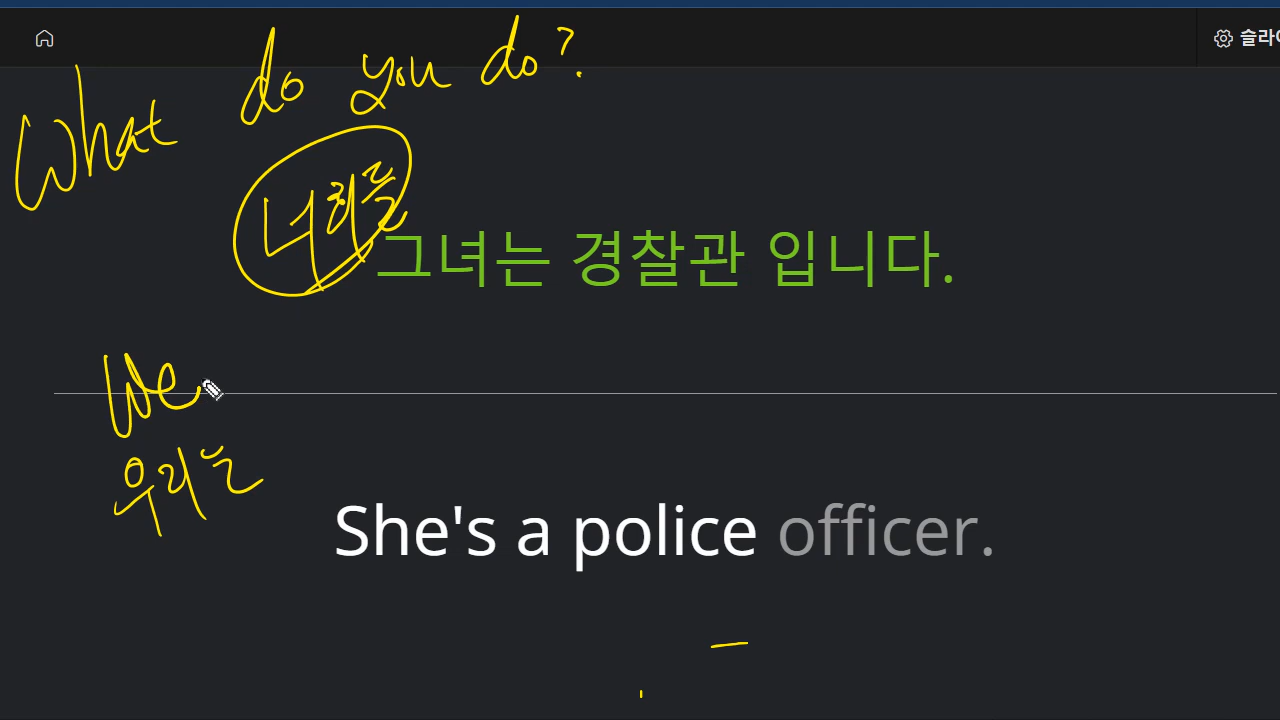 슬라이
What do you do?
너희들
그녀는 경찰관 입니다.
We
우리는
She's a police officer.